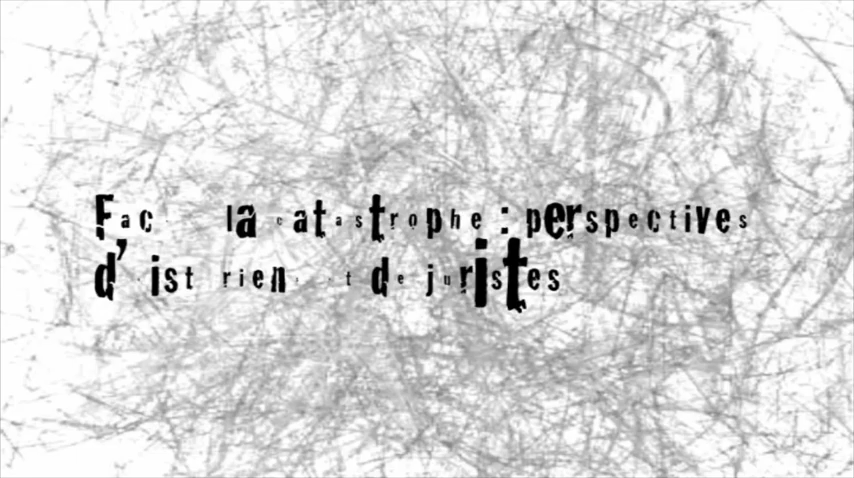 Fac la catastrophe : perspectives
d' ist rien t de juristes